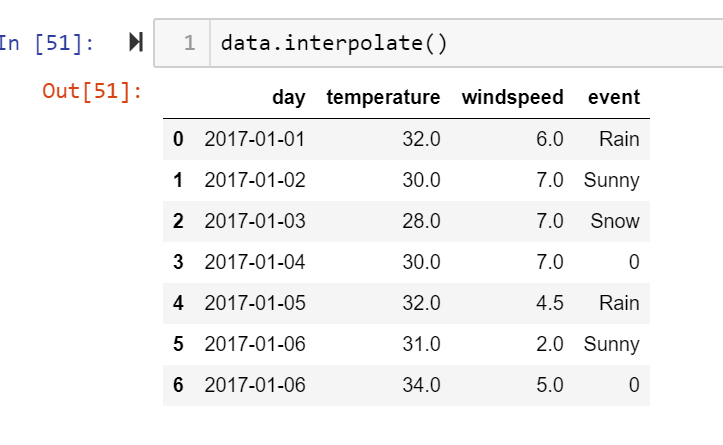 In [51]: 1 data.interpolate()
Out[51]:
day temperature windspeed event
0 2017-01-01 32.0 6.0 Rain
1 2017-01-02 30.0 7.0 Sunny
2 2017-01-03 28.0 7.0 Snow
3 2017-01-04 30.0 7.0 0
4 2017-01-05 32.0 4.5 Rain
5 2017-01-06 31.0 2.0 Sunny
6 2017-01-06 34.0 5.0 0